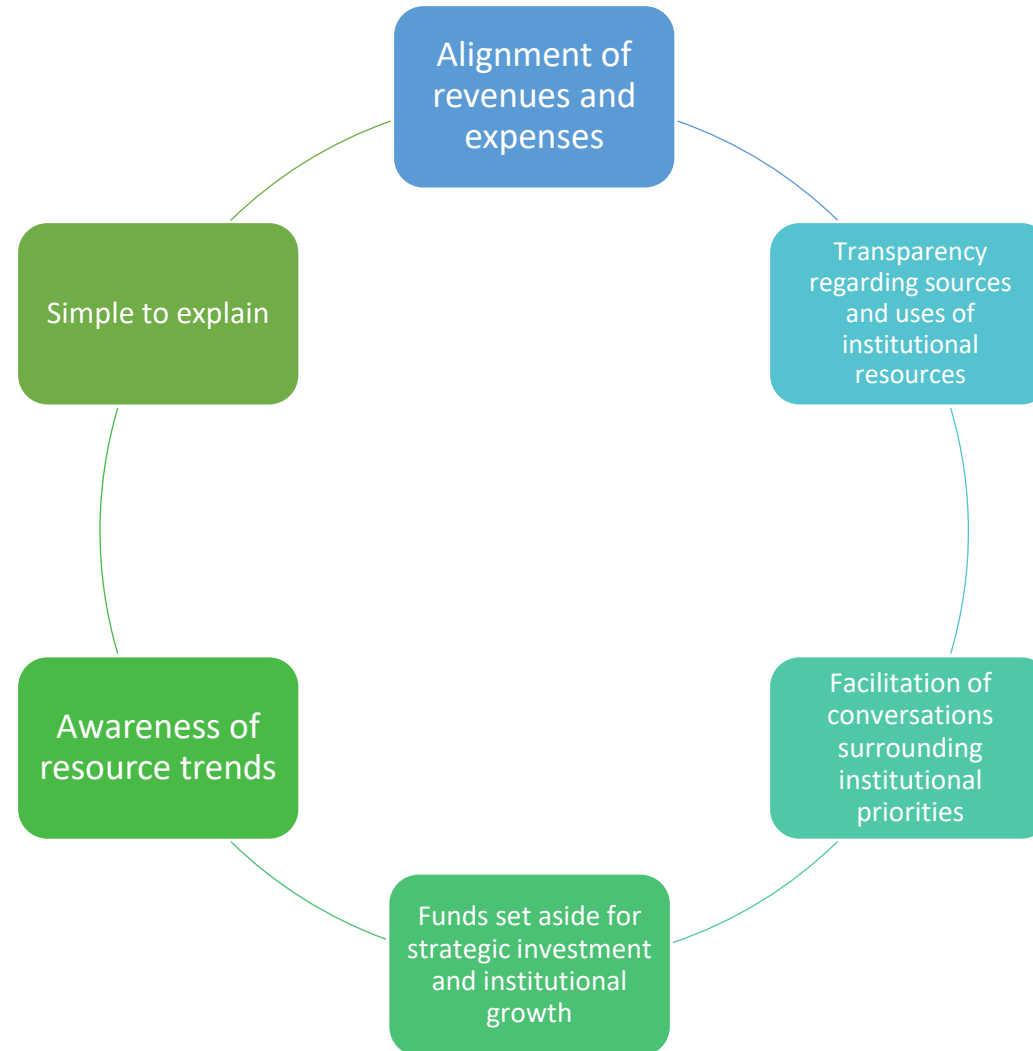 Alignment of
revenues and
expenses
Transparency
regarding sources
and uses of
institutional
resources
Facilitation of
conversations
surrounding
institutional
priorities
Funds set aside for
strategic investment
and institutional
growth
Awareness of
resource trends
Simple to explain